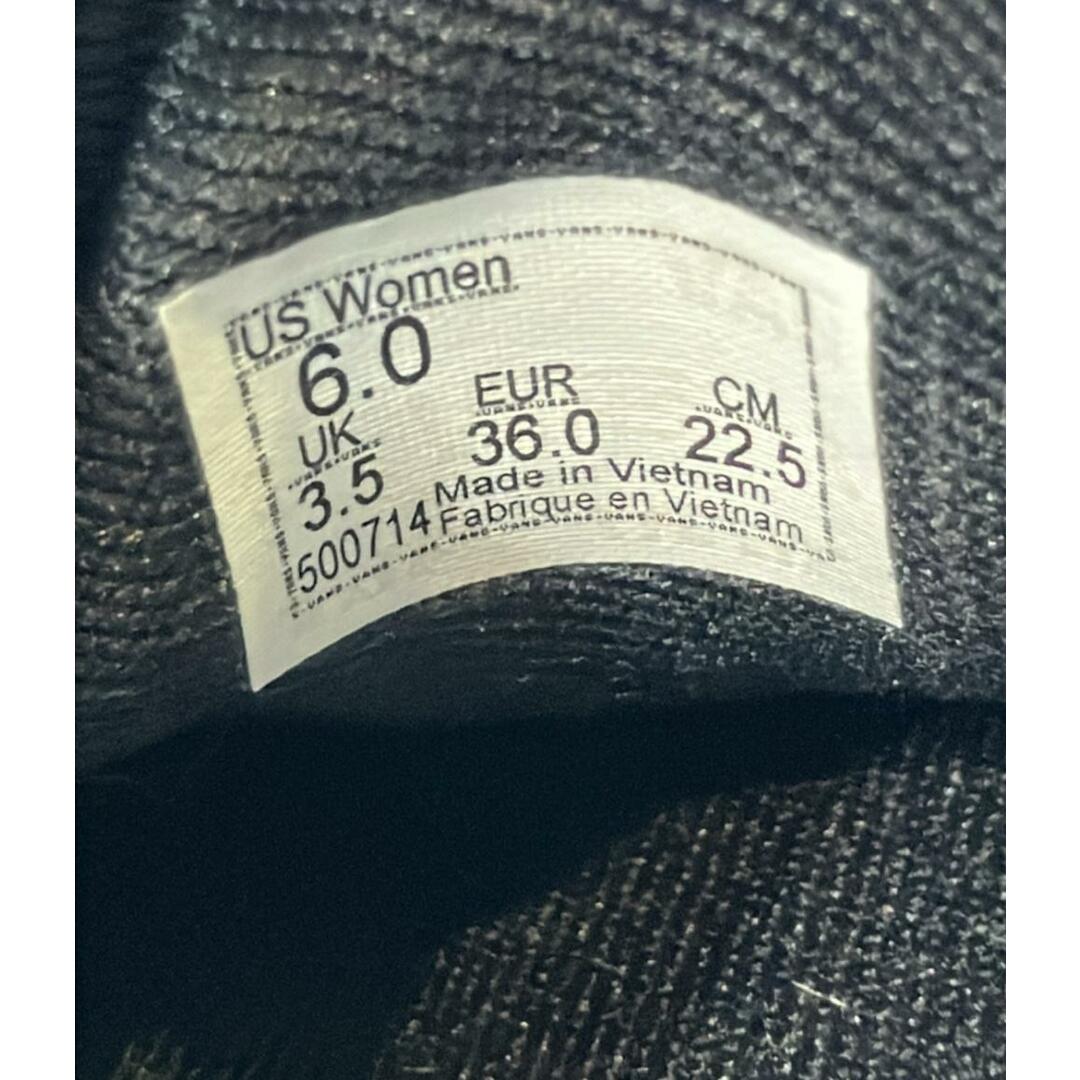 US Women
6.0
UK EUR CM
3.5 36.0 22.5
Made in Vietnam
500714 Fabrique en Vietnam